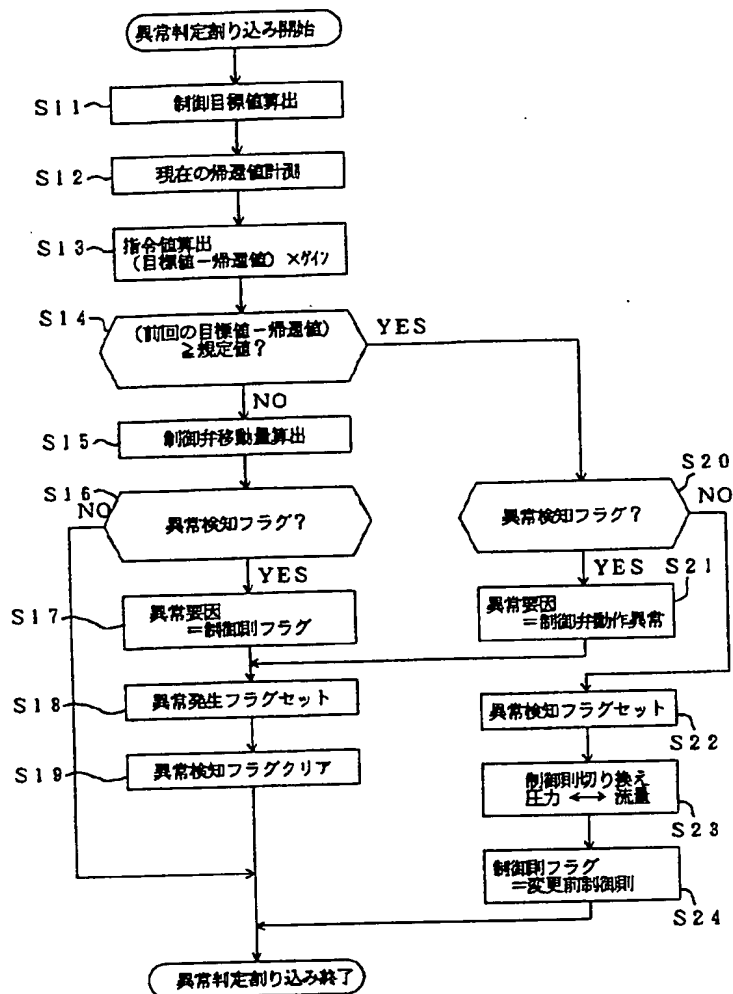 異常判定割り込み開始
S11
制御目標値算出
S12
現在の帰還値計測
S13
指令値算出
(目標値−帰還値)×ゲイン
S14
(前回の目標値−帰還値)
≧規定値?
YES
NO
S15
制御弁移動量算出
S16
NO
異常検知フラグ?
YES
S17
異常要因
=制御則フラグ
S18
異常発生フラグセット
S19
異常検知フラグクリア
S20
NO
異常検知フラグ?
YES
S21
異常要因
=制御弁動作異常
異常検知フラグセット
S22
制御則切り換え
圧力 ↔ 流量
S23
制御則フラグ
=変更前制御則
S24
異常判定割り込み終了